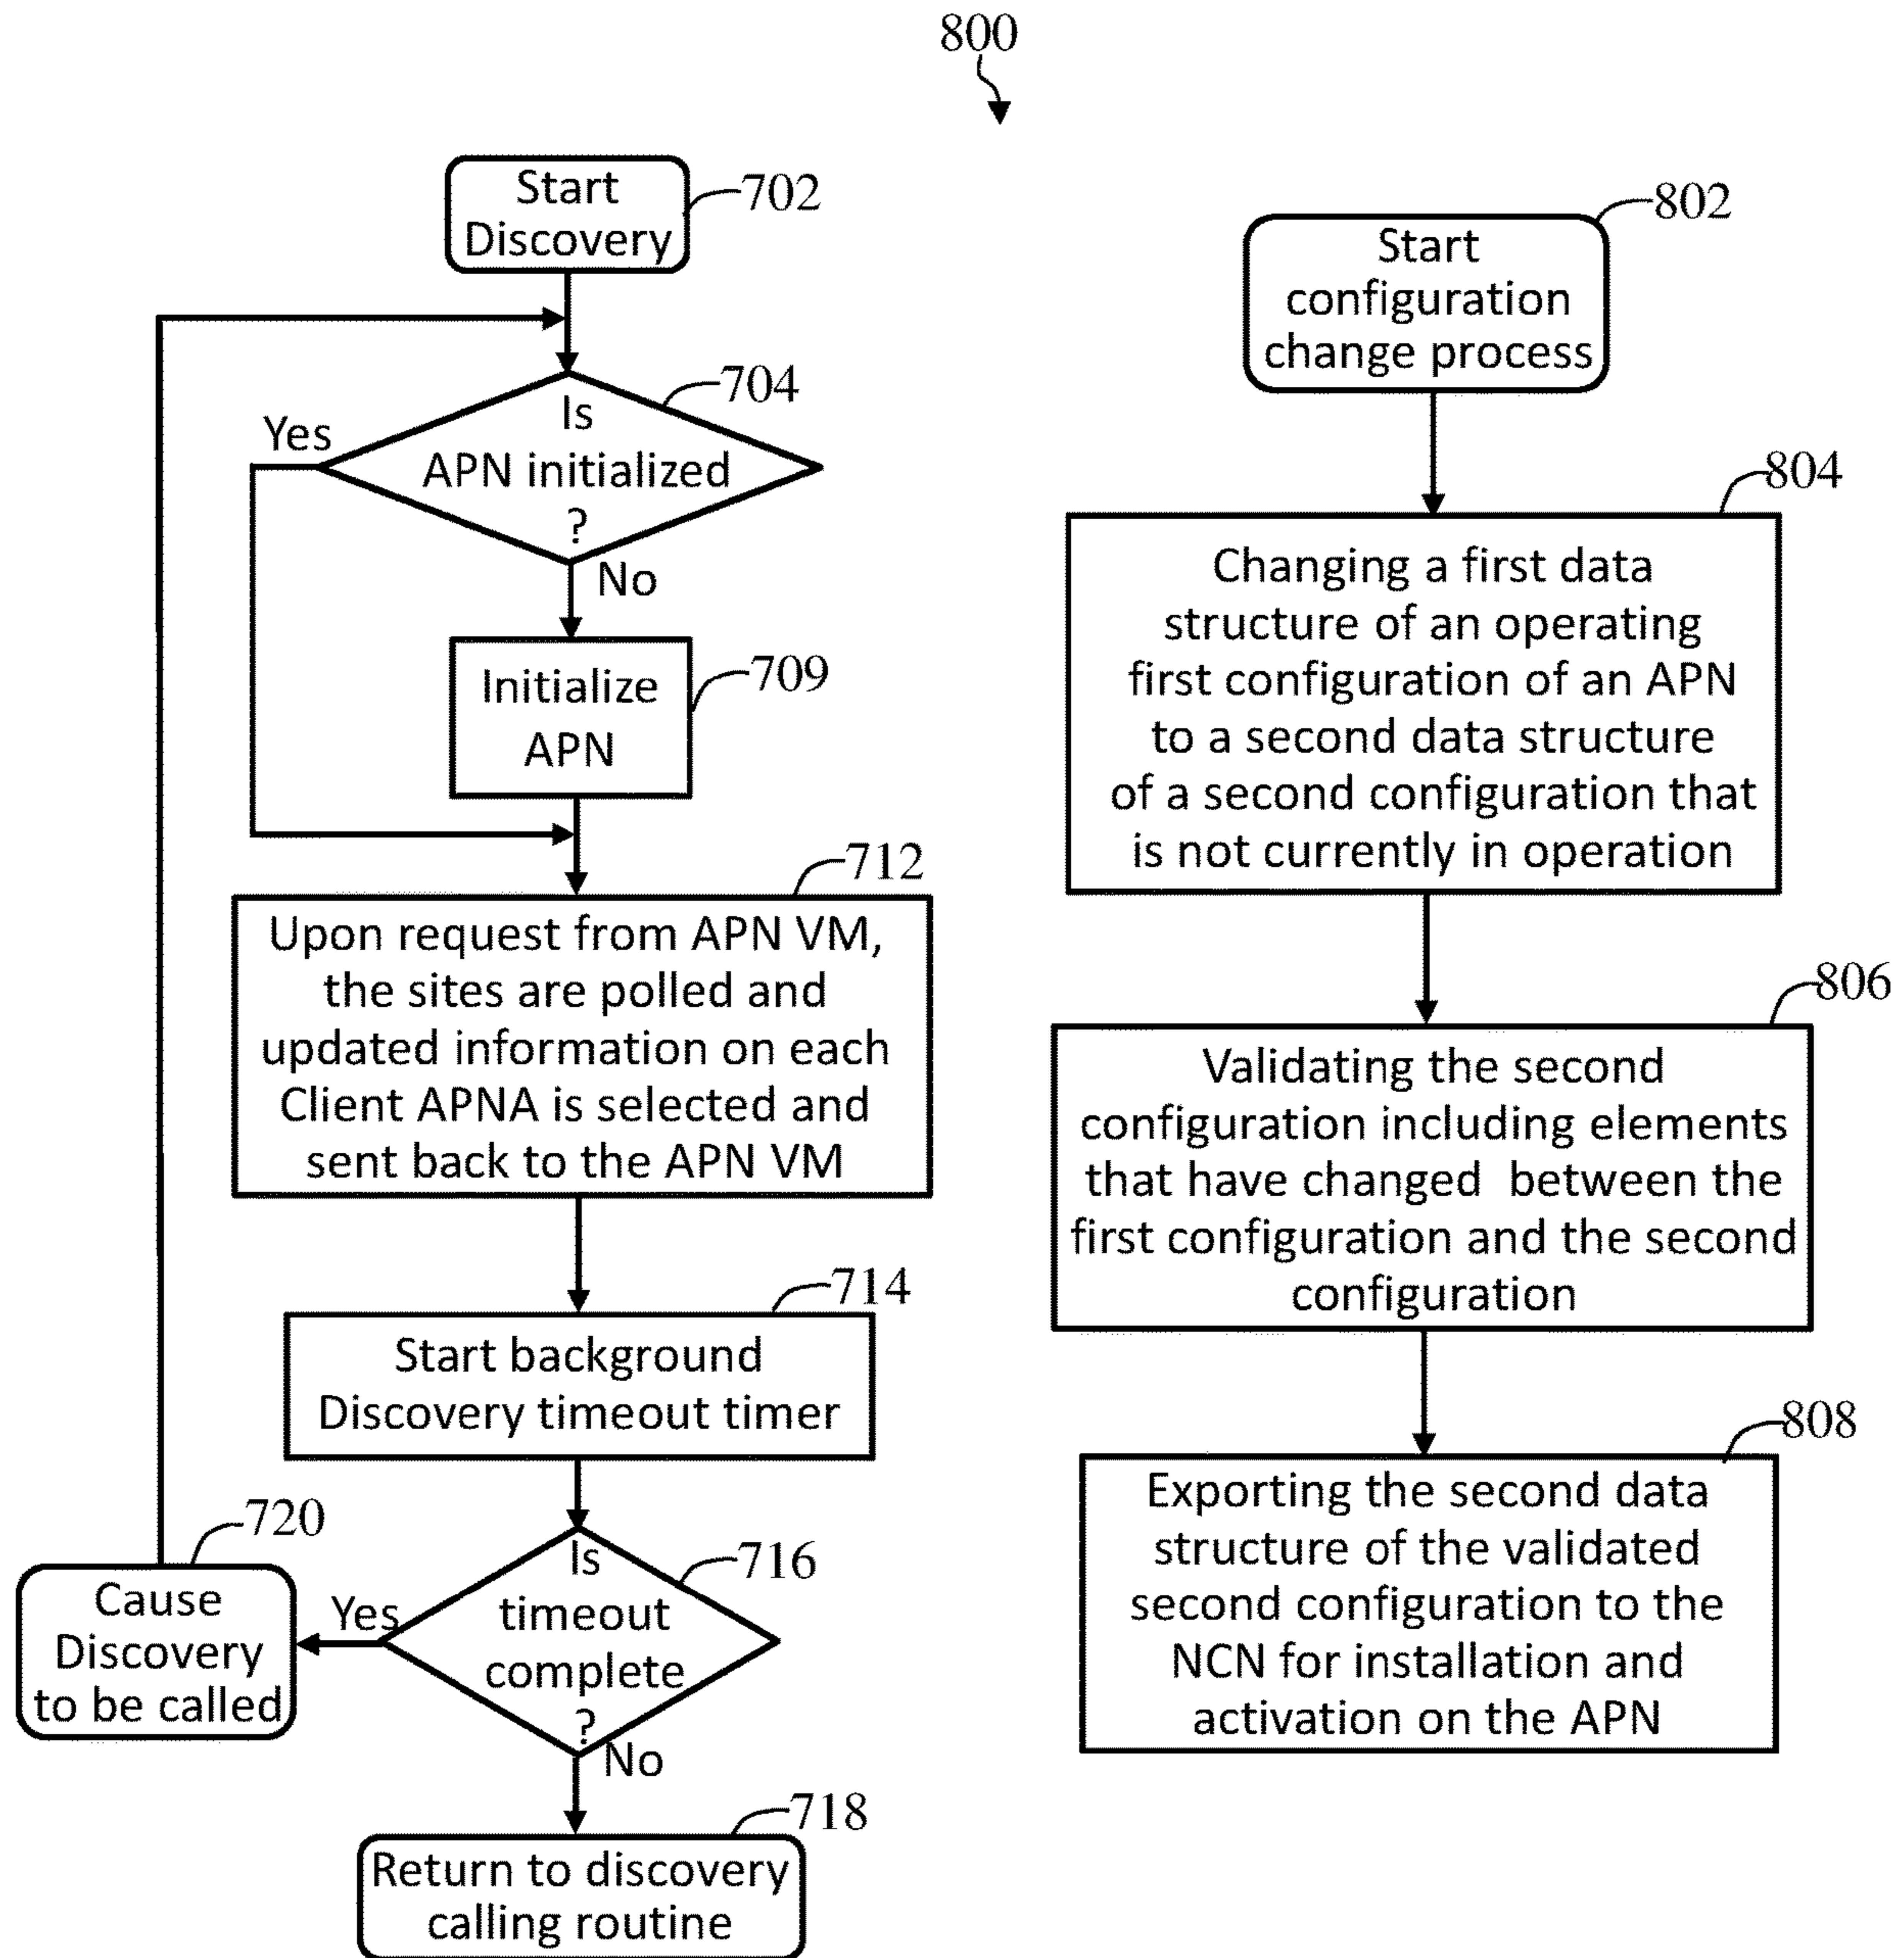 800
Start
Discovery
702
Is
APN initialized
?
704
Yes
No
Initialize
APN
709
712
Upon request from APN VM,
the sites are polled and
updated information on each
Client APNA is selected and
sent back to the APN VM
714
Start background
Discovery timeout timer
Is
timeout
complete
?
716
Yes
No
720
Cause
Discovery
to be called
718
Return to discovery
calling routine
802
Start
configuration
change process
804
Changing a first data
structure of an operating
first configuration of an APN
to a second data structure
of a second configuration that
is not currently in operation
806
Validating the second
configuration including elements
that have changed between the
first configuration and the second
configuration
808
Exporting the second data
structure of the validated
second configuration to the
NCN for installation and
activation on the APN